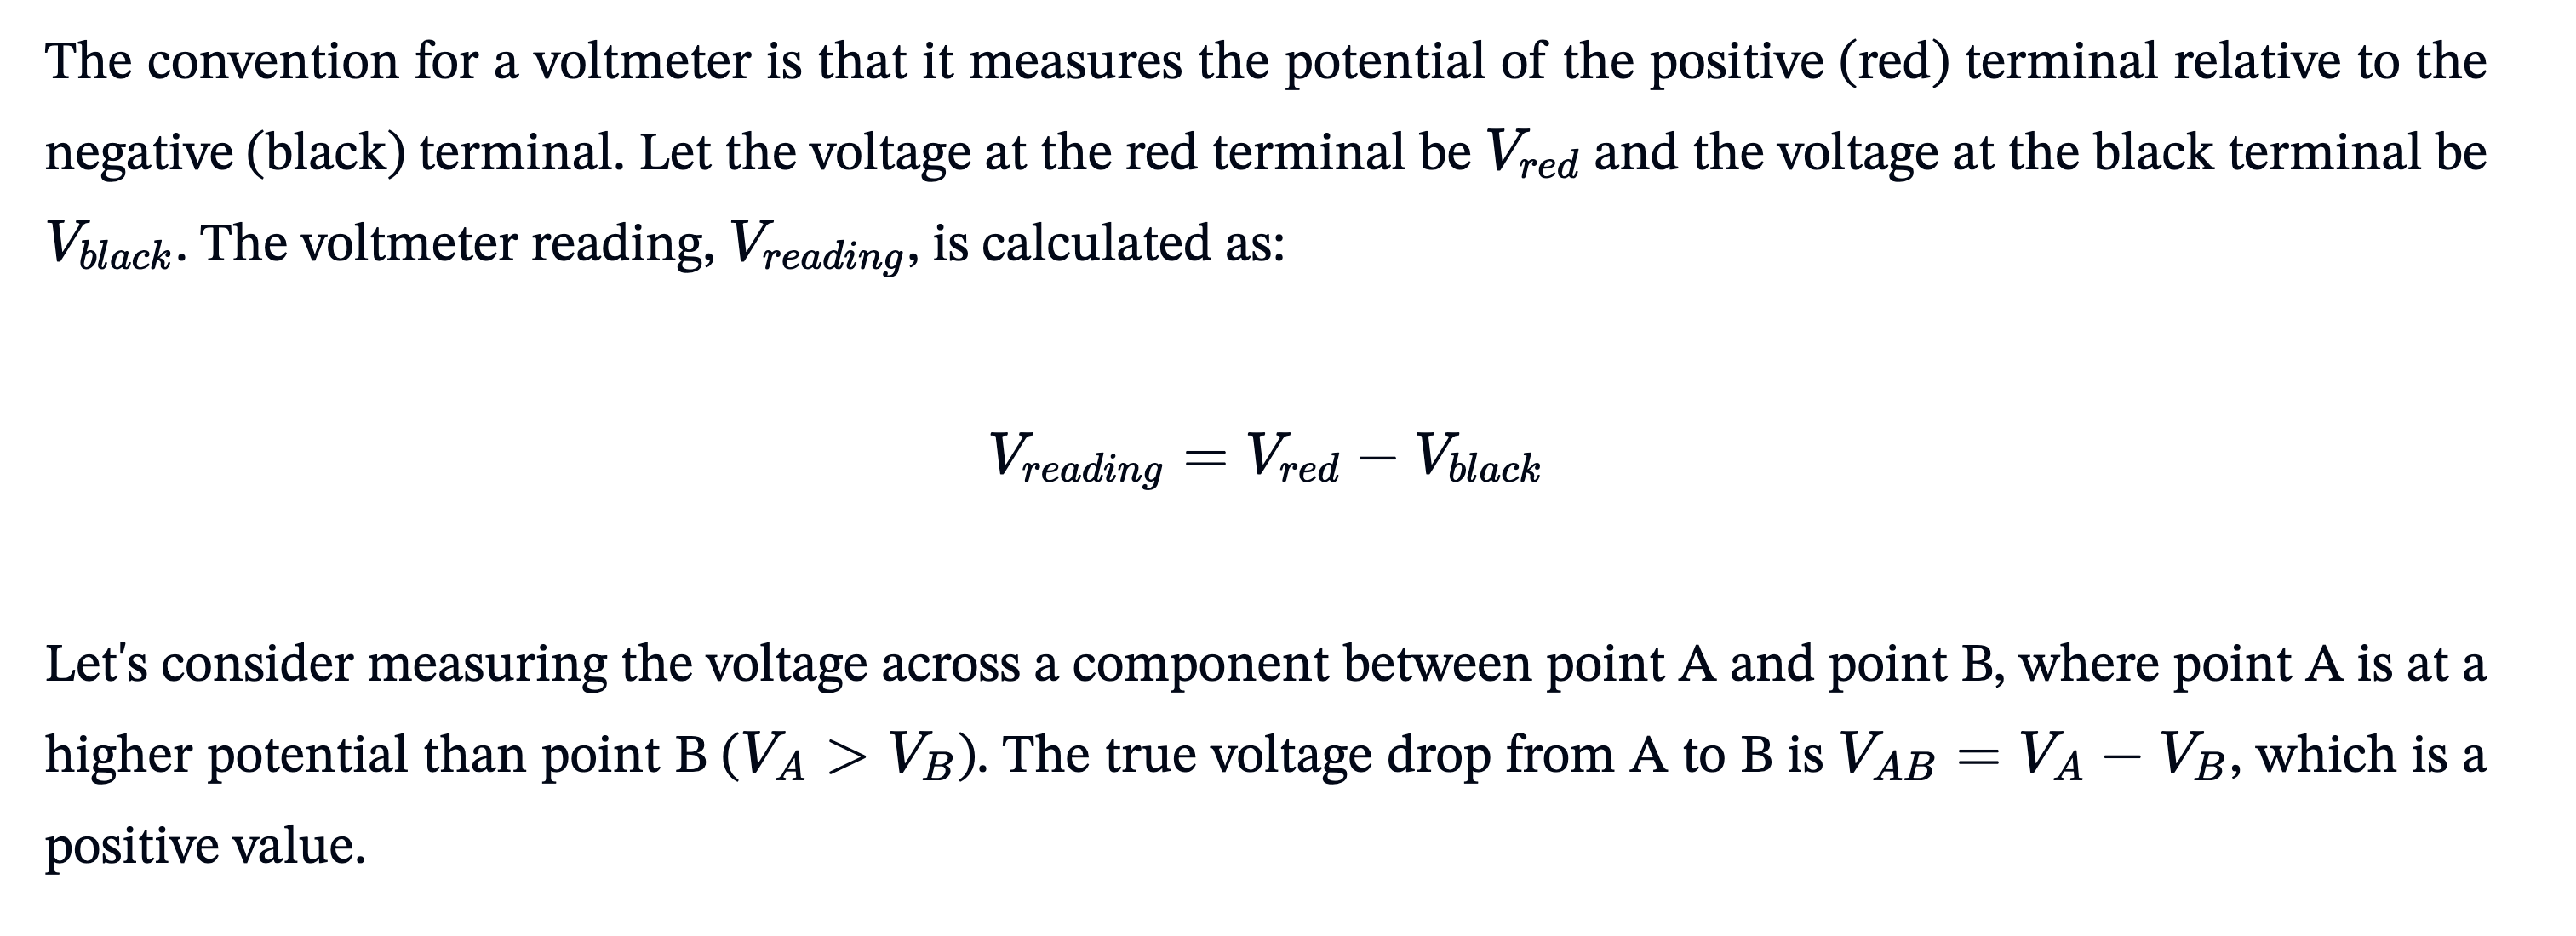 The convention for a voltmeter is that it measures the potential of the positive (red) terminal relative to the
negative (black) terminal. Let the voltage at the red terminal be $V_{red}$ and the voltage at the black terminal be
$V_{black}$. The voltmeter reading, $V_{reading}$, is calculated as:
$V_{reading} = V_{red} - V_{black}$
Let's consider measuring the voltage across a component between point A and point B, where point A is at a
higher potential than point B ($V_A > V_B$). The true voltage drop from A to B is $V_{AB} = V_A - V_B$, which is a
positive value.